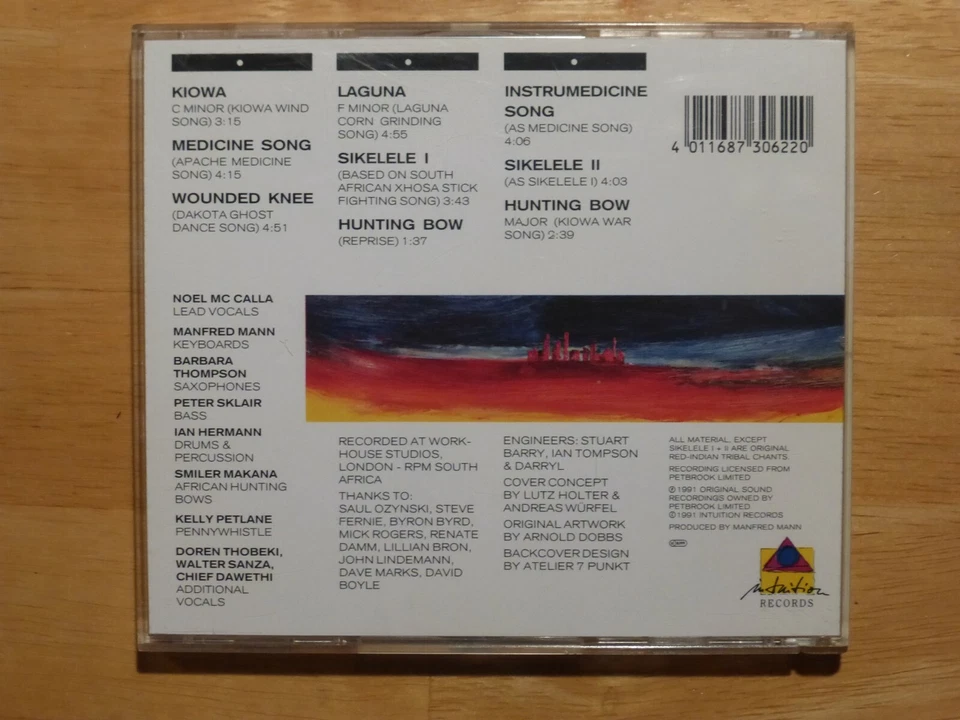 KIOWA
C MINOR (KIOWA WIND
SONG) 3:15
MEDICINE SONG
(APACHE MEDICINE
SONG) 4:15
WOUNDED KNEE
(DAKOTA GHOST
DANCE SONG) 4:51
LAGUNA
F MINOR (LAGUNA
CORN GRINDING
SONG) 4:55
SIKELELE I
(BASED ON SOUTH
AFRICAN XHOSA STICK
FIGHTING SONG) 3:43
HUNTING BOW
(REPRISE) 1:37
INSTRUMEDICINE
SONG
(AS MEDICINE SONG)
4:06
SIKELELE II
(AS SIKELELE I) 4:03
HUNTING BOW
MAJOR (KIOWA WAR
SONG) 2:39
4 011687 306220
NOEL MC CALLA
LEAD VOCALS
MANFRED MANN
KEYBOARDS
BARBARA
THOMPSON
SAXOPHONES
PETER SKLAIR
BASS
IAN HERMANN
DRUMS &
PERCUSSION
SMILER MAKANA
AFRICAN HUNTING
BOWS
KELLY PETLANE
PENNYWHISTLE
DOREN THOBEKI,
WALTER SANZA,
CHIEF DAWETHI
ADDITIONAL
VOCALS
RECORDED AT WORK-
HOUSE STUDIOS,
LONDON - RPM SOUTH
AFRICA
THANKS TO:
SAUL OZYNSKI, STEVE
FERNIE, BYRON BYRD,
MICK ROGERS, RENATE
DAMM, LILLIAN BRON,
JOHN LINDEMANN,
DAVE MARKS, DAVID
BOYLE
ENGINEERS: STUART
BARRY, IAN TOMPSON
& DARRYL
COVER CONCEPT
BY LUTZ HOLTER &
ANDREAS WÜRFEL
ORIGINAL ARTWORK
BY ARNOLD DOBBS
BACKCOVER DESIGN
BY ATELIER 7 PUNKT
ALL MATERIAL, EXCEPT
SIKELELE I + II ARE ORIGINAL
RED-INDIAN TRIBAL CHANTS.
RECORDING LICENSED FROM
PETBROOK LIMITED
℗ 1991 ORIGINAL SOUND
RECORDINGS OWNED BY
PETBROOK LIMITED
© 1991 INTUITION RECORDS
PRODUCED BY MANFRED MANN
intuition
RECORDS